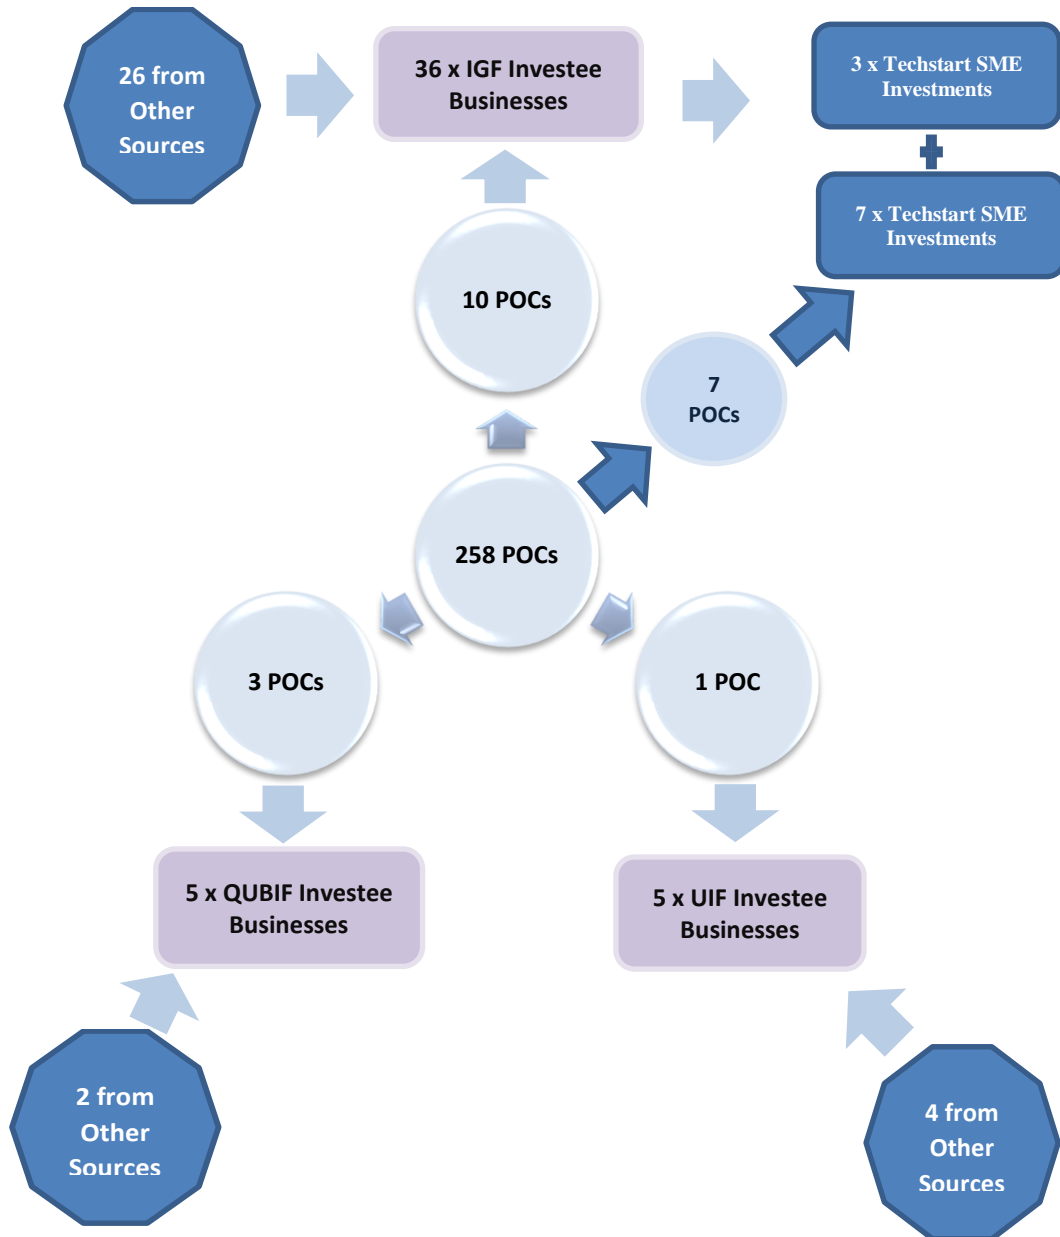 26 from
Other
Sources
36 x IGF Investee
Businesses
3 x Techstart SME
Investments
7 x Techstart SME
Investments
10 POCs
7
POCs
258 POCs
3 POCs
1 POC
5 x QUBIF Investee
Businesses
5 x UIF Investee
Businesses
2 from
Other
Sources
4 from
Other
Sources